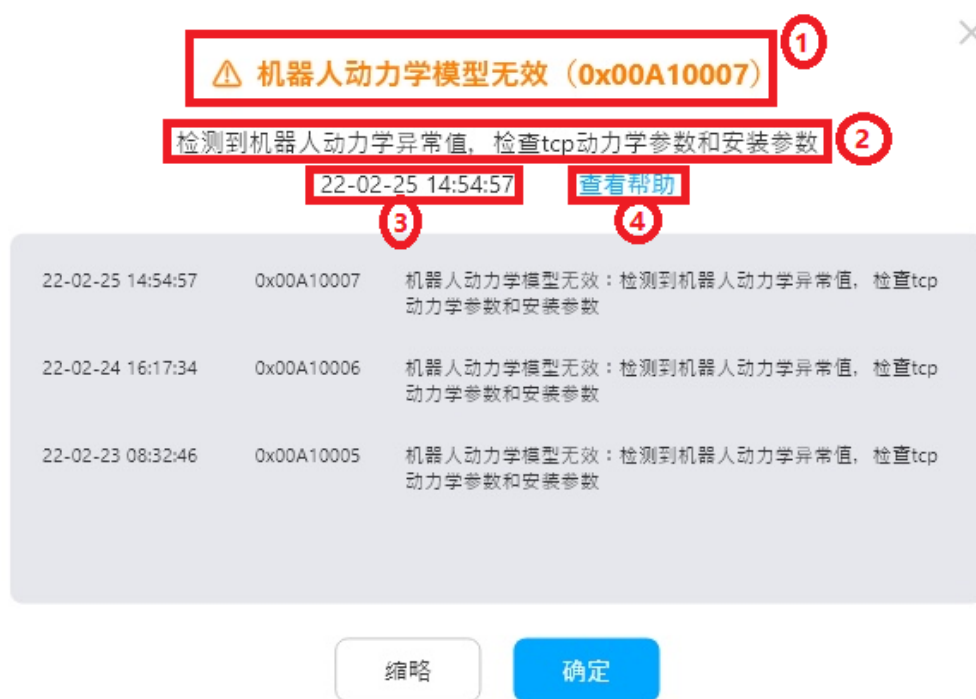 ①
机器人动力学模型无效（0x00A10007）
检测到机器人动力学异常值，检查tcp动力学参数和安装参数 ②
22-02-25 14:54:57 查看帮助
③ ④
22-02-25 14:54:57 0x00A10007 机器人动力学模型无效：检测到机器人动力学异常值，检查tcp
动力学参数和安装参数
22-02-24 16:17:34 0x00A10006 机器人动力学模型无效：检测到机器人动力学异常值，检查tcp
动力学参数和安装参数
22-02-23 08:32:46 0x00A10005 机器人动力学模型无效：检测到机器人动力学异常值，检查tcp
动力学参数和安装参数
缩略 确定